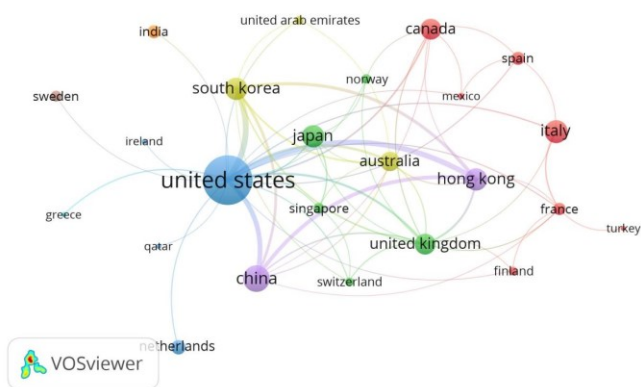 united arab emirates
india
canada
spain
norway
south korea
sweden
mexico
japan
italy
ireland
australia
united states
hong kong
singapore
france
greece
turkey
qatar
united kingdom
finland
china
switzerland
netherlands
VOSviewer